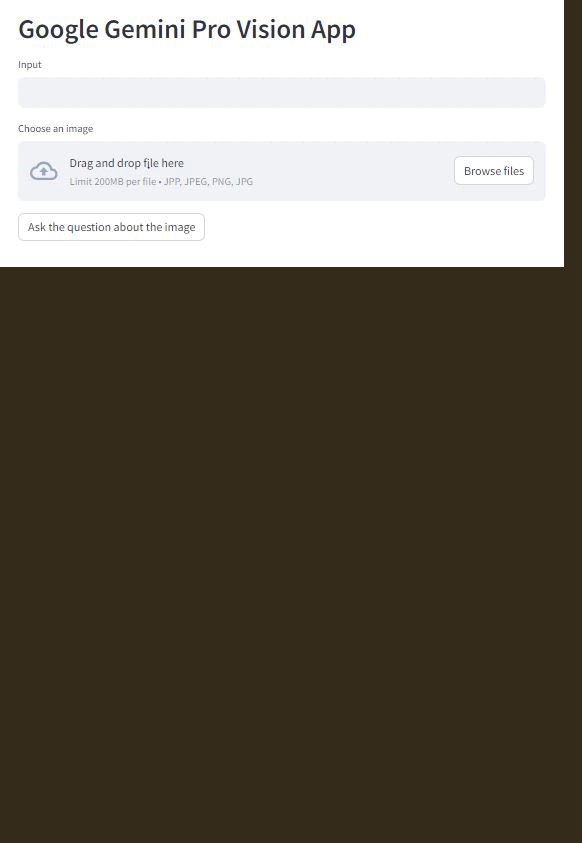 Google Gemini Pro Vision App
Input
Choose an image
Drag and drop file here
Limit 200MB per file • JPP, JPEG, PNG, JPG
Browse files
Ask the question about the image